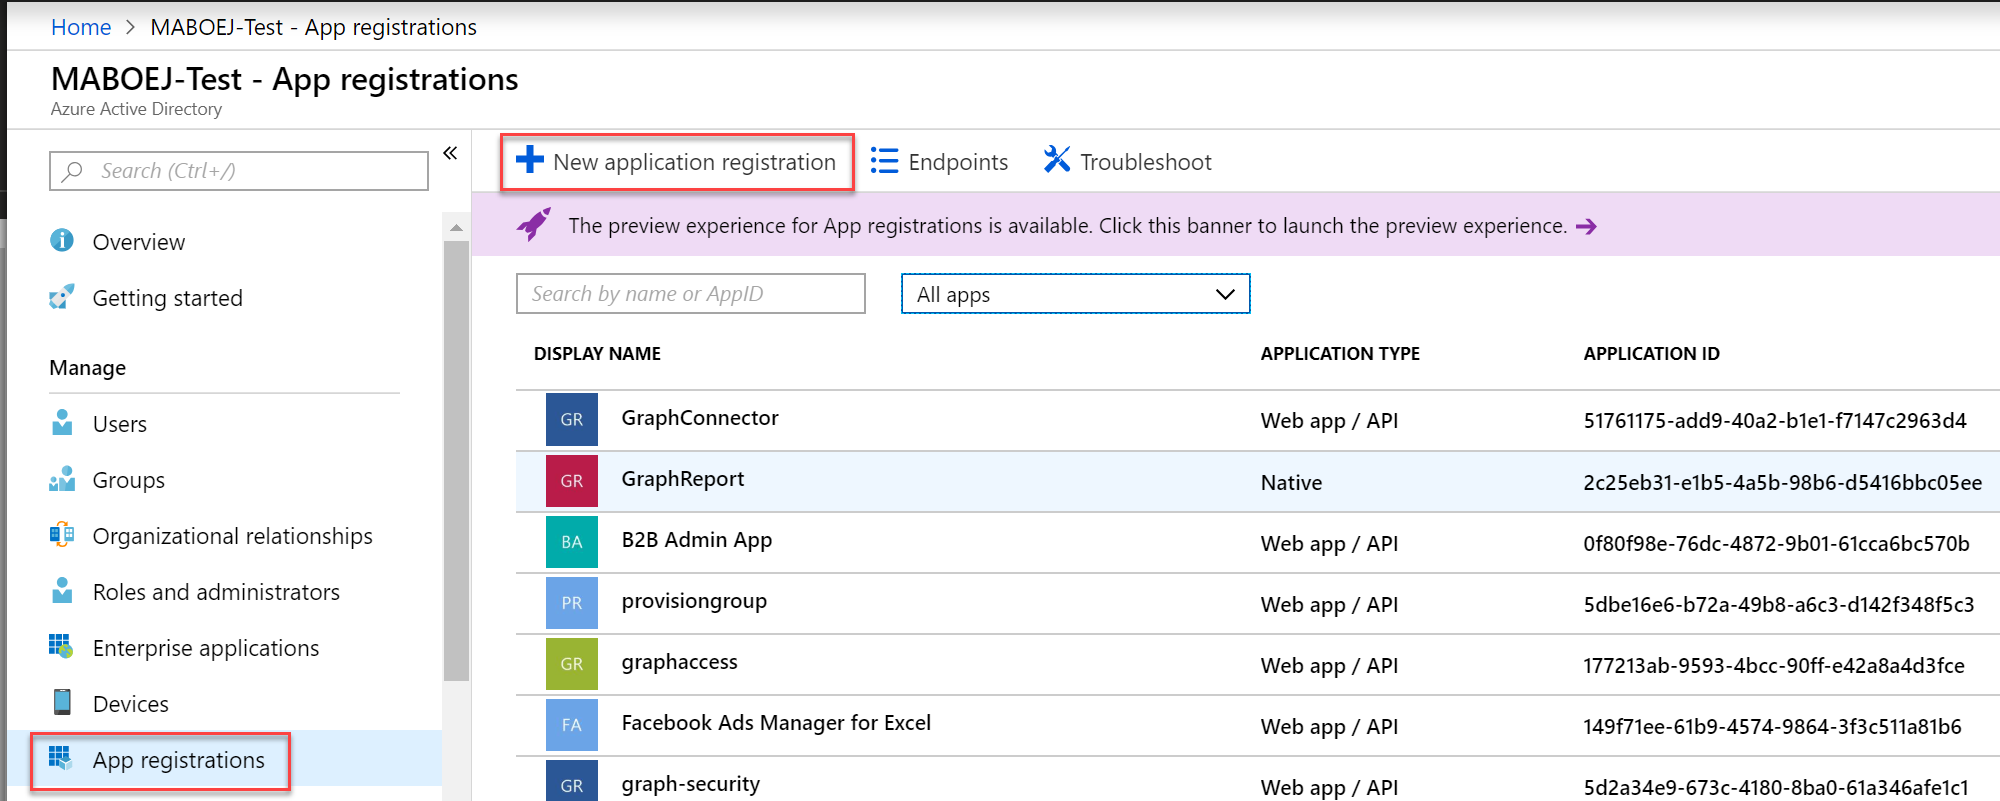 Home > MABOEJ-Test - App registrations
MABOEJ-Test - App registrations
Azure Active Directory
Search (Ctrl+/)
«
Overview
Getting started
Manage
Users
Groups
Organizational relationships
Roles and administrators
Enterprise applications
Devices
App registrations
New application registration Endpoints Troubleshoot
The preview experience for App registrations is available. Click this banner to launch the preview experience. →
Search by name or AppID All apps
DISPLAY NAME APPLICATION TYPE APPLICATION ID
GR GraphConnector Web app / API 51761175-add9-40a2-b1e1-f7147c2963d4
GR GraphReport Native 2c25eb31-e1b5-4a5b-98b6-d5416bbc05ee
BA B2B Admin App Web app / API 0f80f98e-76dc-4872-9b01-61cca6bc570b
PR provisiongroup Web app / API 5dbe16e6-b72a-49b8-a6c3-d142f348f5c3
GR graphaccess Web app / API 177213ab-9593-4bcc-90ff-e42a8a4d3fce
FA Facebook Ads Manager for Excel Web app / API 149f71ee-61b9-4574-9864-3f3c511a81b6
GR graph-security Web app / API 5d2a34e9-673c-4180-8ba0-61a346afe1c1